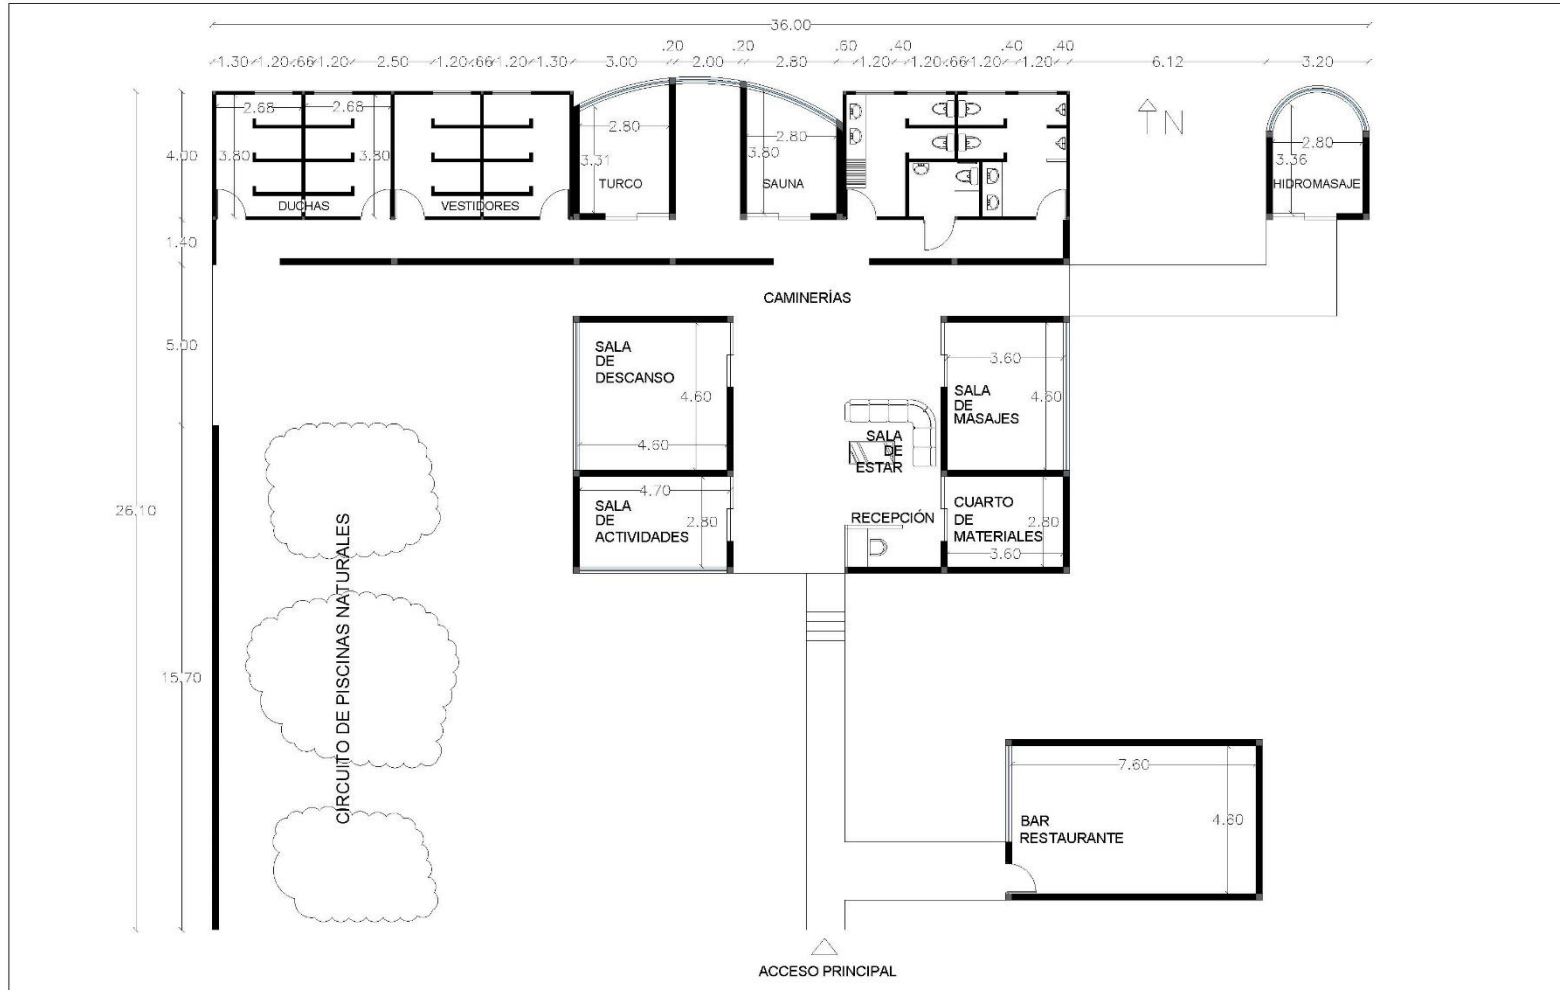 36.00
.20 .20 .60 .40 .40 .40
1.30 1.20 66 1.20 2.50 1.20 66 1.20 1.30 3.00 2.00 2.80 1.20 1.20 66 1.20 1.20 6.12 3.20
N
2.68 2.68 2.80 2.80 2.80
4.00 3.80 3.80 3.31 3.80 3.36
TURCO SAUNA HIDROMASAJE
DUCHAS VESTIDORES
1.40
CAMINERÍAS
5.00
SALA
DE
DESCANSO
4.60
4.60
3.60
SALA
DE
MASAJES
4.60
SALA
DE
ESTAR
4.70
SALA
DE
ACTIVIDADES
2.80
RECEPCIÓN
CUARTO
DE
MATERIALES
2.80
3.60
26.10
15.70
CIRCUITO DE PISCINAS NATURALES
7.60
BAR
RESTAURANTE
4.60
ACCESO PRINCIPAL